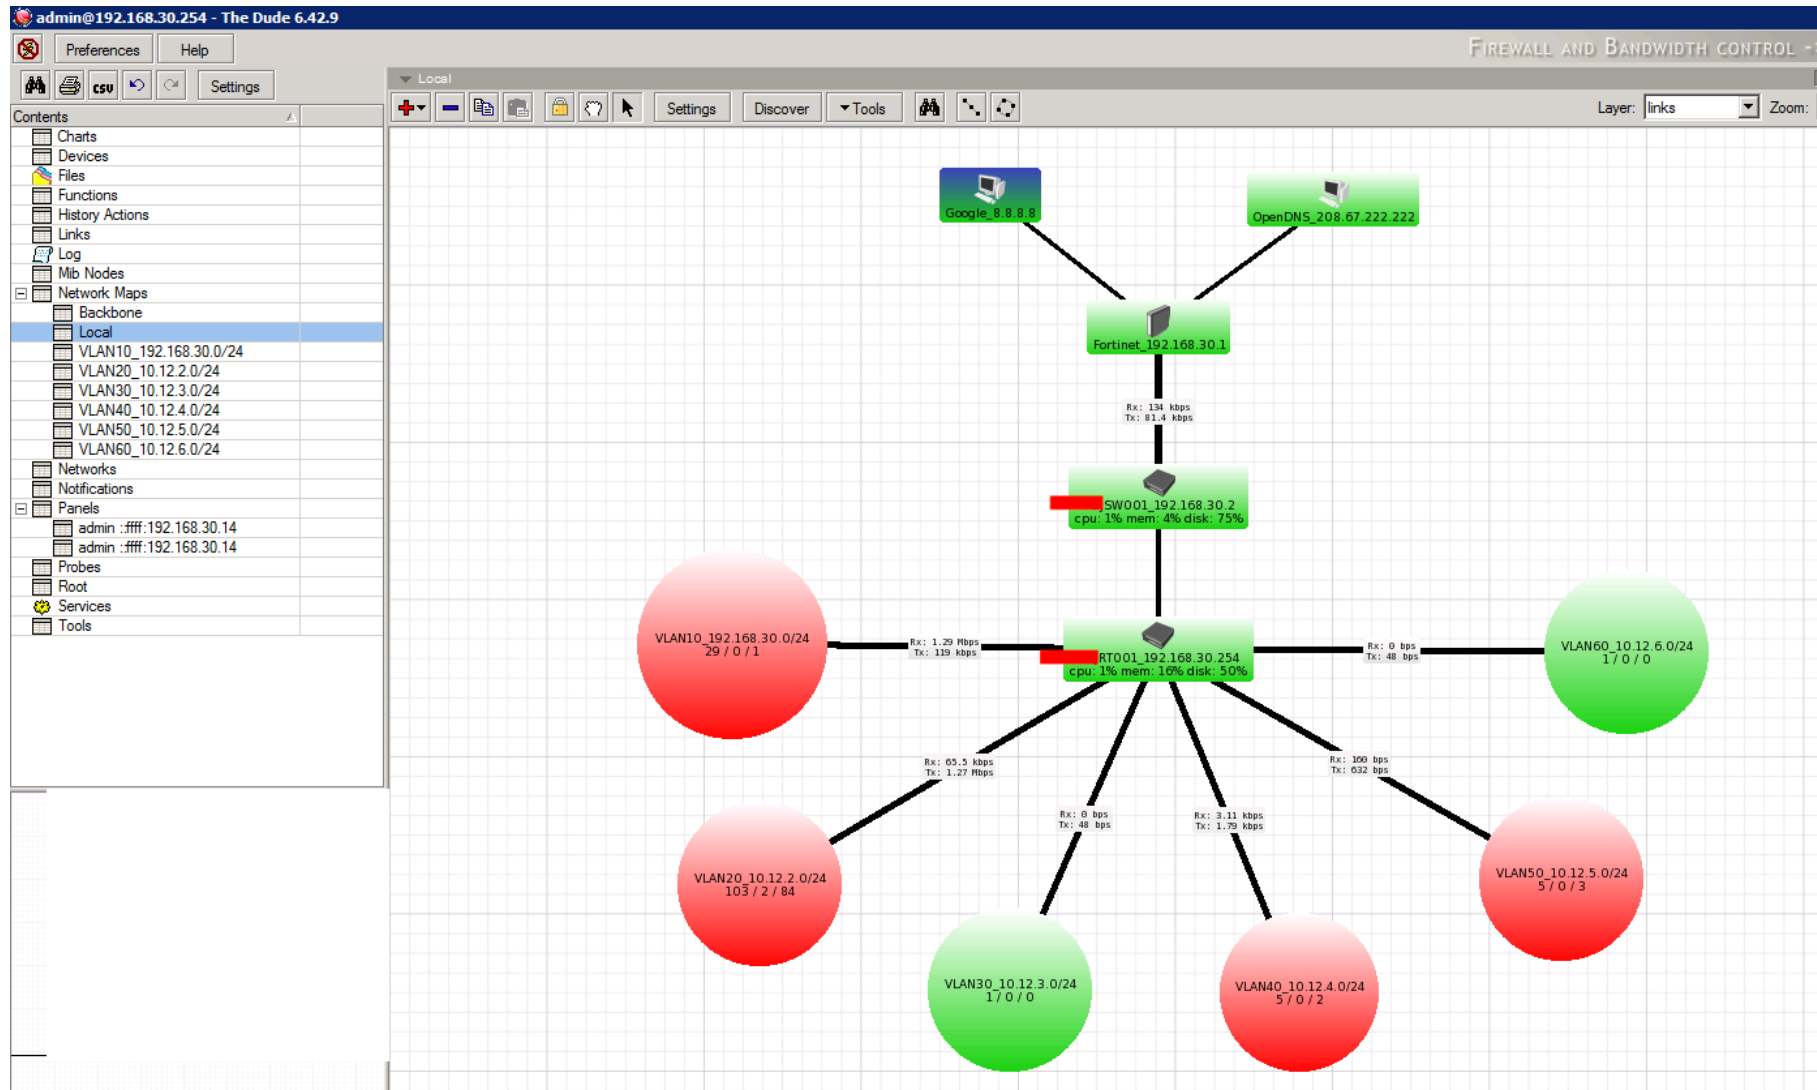 admin@192.168.30.254 - The Dude 6.42.9
Preferences
Help
FIREWALL AND BANDWIDTH CONTROL -
csv
Settings
Contents
Charts
Devices
Files
Functions
History Actions
Links
Log
Mib Nodes
Network Maps
Backbone
Local
VLAN10_192.168.30.0/24
VLAN20_10.12.2.0/24
VLAN30_10.12.3.0/24
VLAN40_10.12.4.0/24
VLAN50_10.12.5.0/24
VLAN60_10.12.6.0/24
Networks
Notifications
Panels
admin ::ffff:192.168.30.14
admin ::ffff:192.168.30.14
Probes
Root
Services
Tools
Local
Settings
Discover
Tools
Layer: links
Zoom:
Google_8.8.8.8
OpenDNS_208.67.222.222
Fortinet_192.168.30.1
Rx: 134 kbps
Tx: 81.4 kbps
SW001_192.168.30.2
cpu: 1% mem: 4% disk: 75%
VLAN10_192.168.30.0/24
29 / 0 / 1
Rx: 1.29 Mbps
Tx: 119 kbps
RT001_192.168.30.254
cpu: 1% mem: 16% disk: 50%
Rx: 0 bps
Tx: 48 bps
VLAN60_10.12.6.0/24
1 / 0 / 0
Rx: 65.5 kbps
Tx: 1.27 Mbps
Rx: 0 bps
Tx: 48 bps
Rx: 3.11 kbps
Tx: 1.79 kbps
Rx: 160 bps
Tx: 632 bps
VLAN20_10.12.2.0/24
103 / 2 / 84
VLAN30_10.12.3.0/24
1 / 0 / 0
VLAN40_10.12.4.0/24
5 / 0 / 2
VLAN50_10.12.5.0/24
5 / 0 / 3